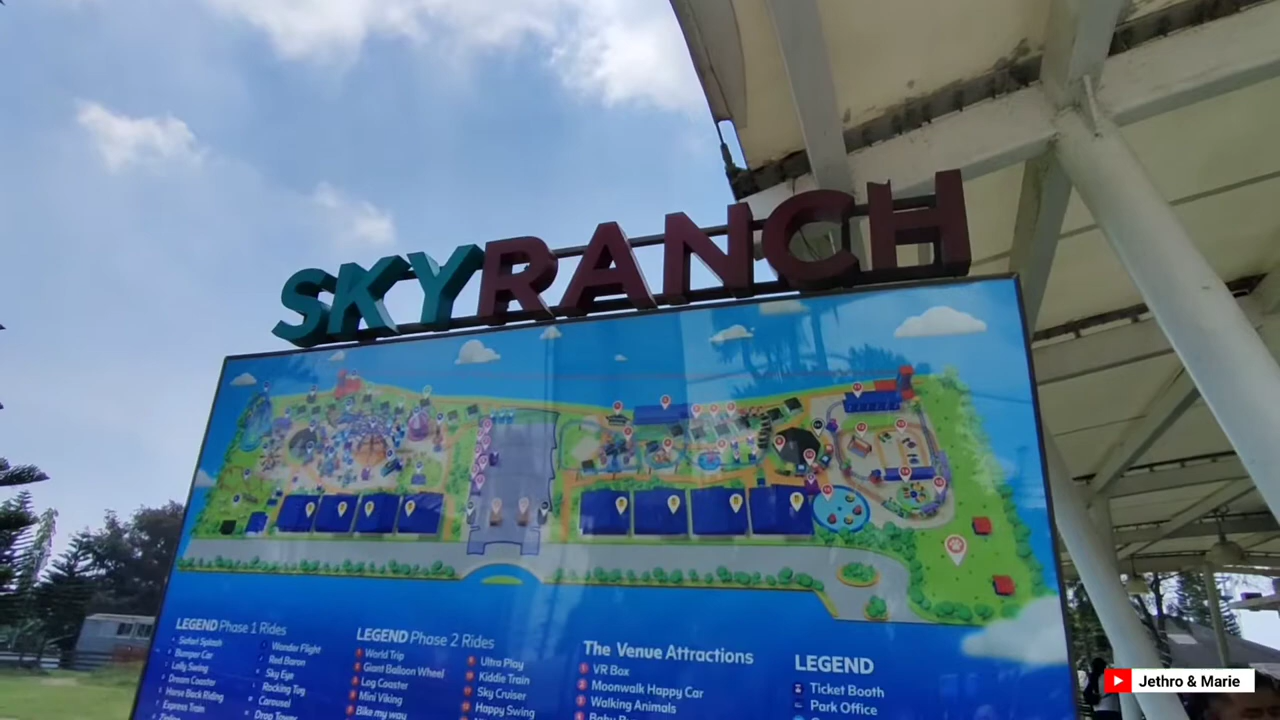 SKYRANCH
LEGEND Phase 1 Rides
Safari Splash
Bumper Car
Lolly Swing
Dream Coaster
Horse Back Riding
Express Train
Wonder Flight
Red Baron
Sky Eye
Rocking Tug
Carousel
Drop Tower
LEGEND Phase 2 Rides
World Trip
Giant Balloon Wheel
Log Coaster
Mini Viking
Bike my way
Ultra Play
Kiddie Train
Sky Cruiser
Happy Swing
The Venue Attractions
VR Box
Moonwalk Happy Car
Walking Animals
LEGEND
Ticket Booth
Park Office
Jethro & Marie